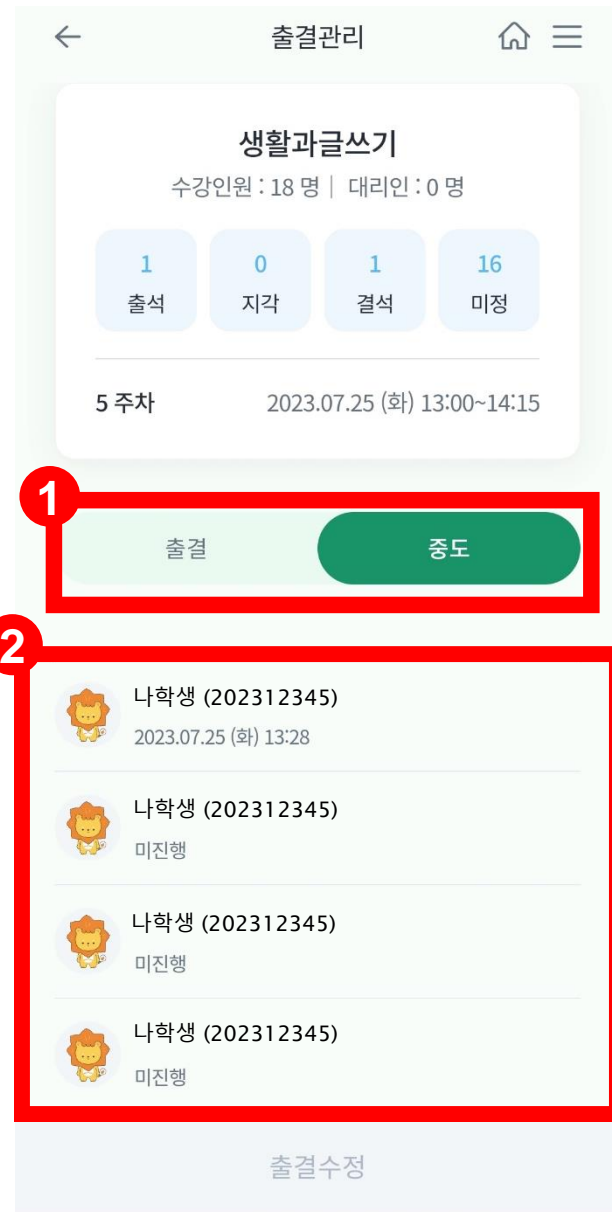 출결관리
생활과글쓰기
수강인원 : 18 명 | 대리인 : 0 명
1 0 1 16
출석 지각 결석 미정
5 주차 2023.07.25 (화) 13:00~14:15
1
출결 중도
2
나학생 (202312345)
2023.07.25 (화) 13:28
나학생 (202312345)
미진행
나학생 (202312345)
미진행
나학생 (202312345)
미진행
출결수정